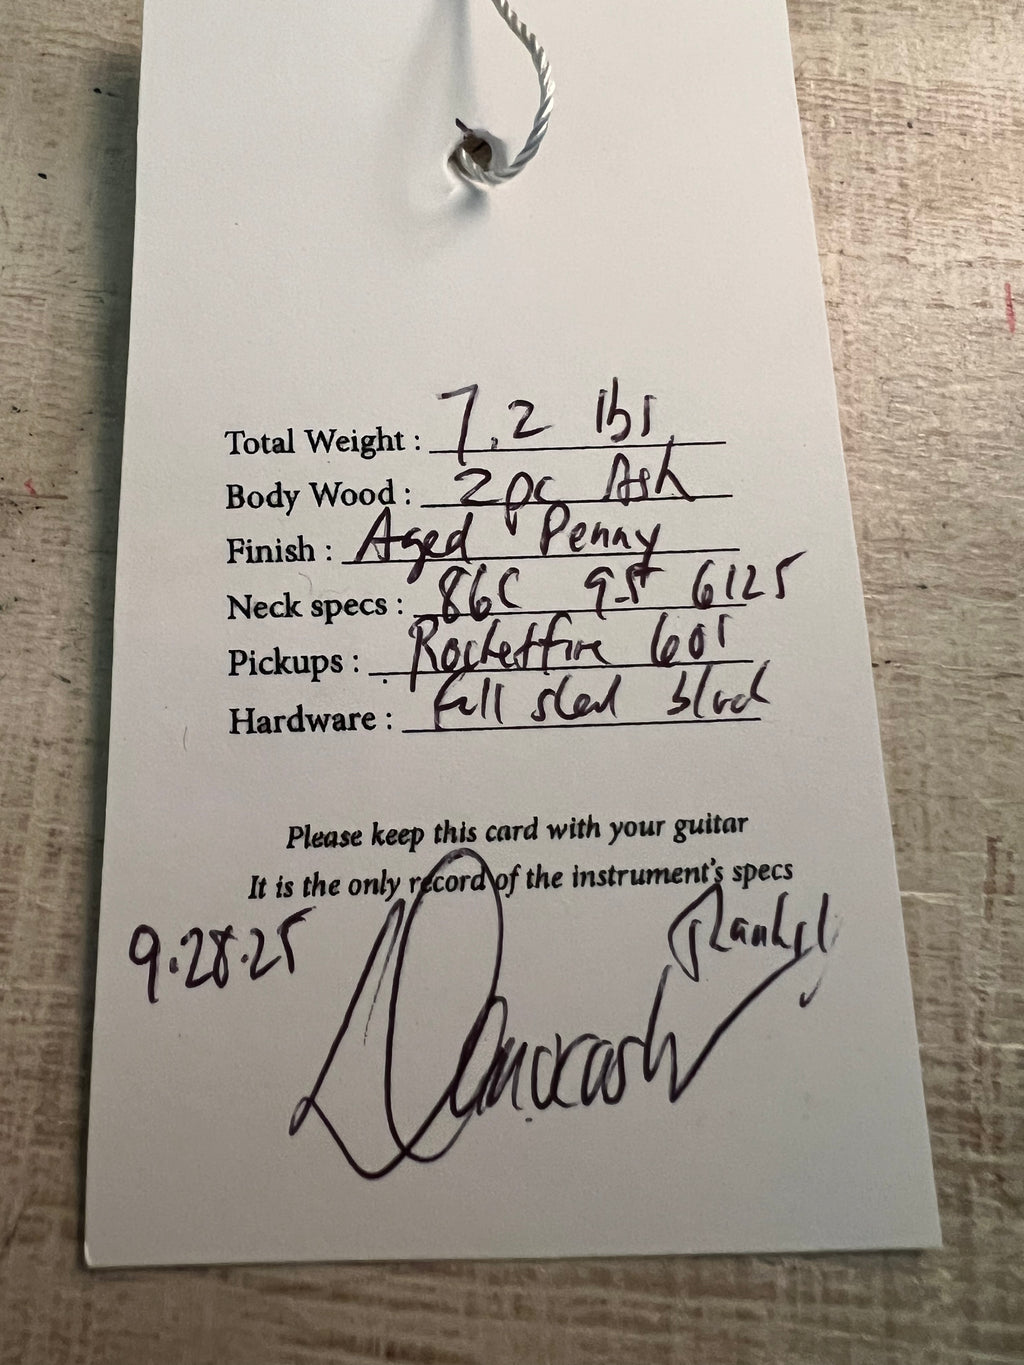 Total Weight : 7.2 lbs
Body Wood : 2pc Ash
Finish : Aged Penny
Neck specs : 86C 9.5" 6125
Pickups : Rocketfire 60s
Hardware : full steel
Please keep this card with your guitar
It is the only record of the instrument's specs
Thanks!
9.28.25